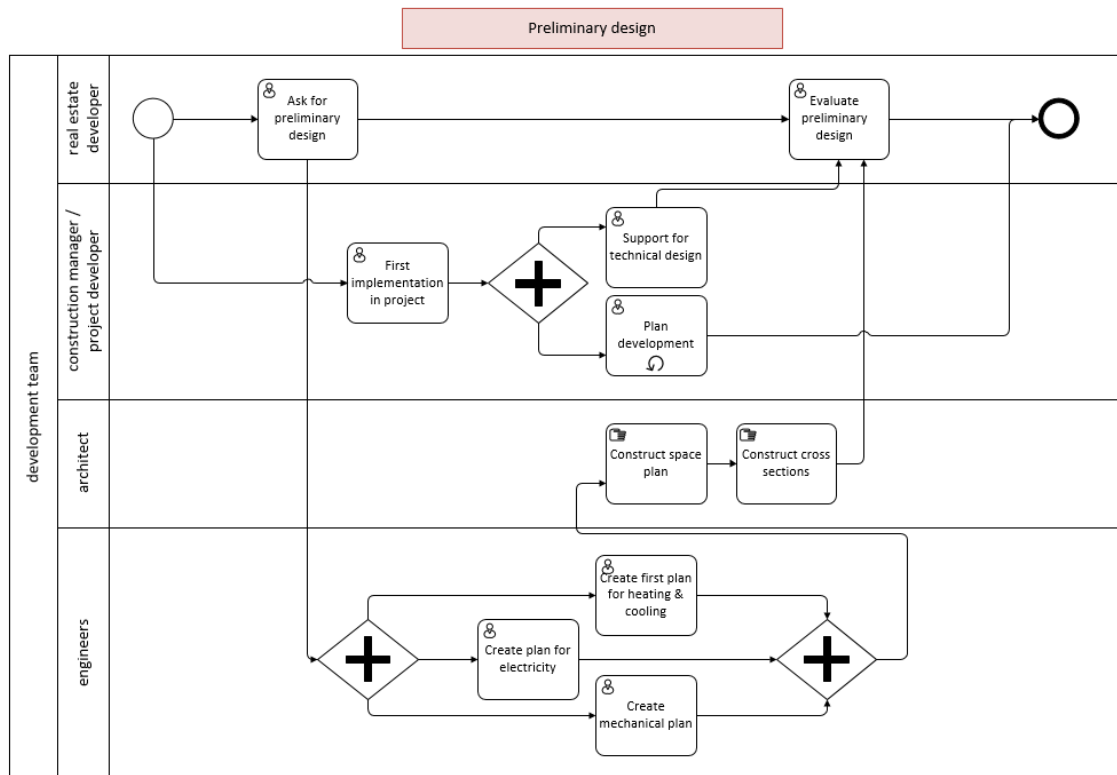 Preliminary design
development team
real estate
developer
Ask for
preliminary
design
Evaluate
preliminary
design
construction manager /
project developer
First
implementation
in project
Support for
technical design
Plan
development
architect
Construct space
plan
Construct cross
sections
engineers
Create first plan
for heating &
cooling
Create plan for
electricity
Create
mechanical plan